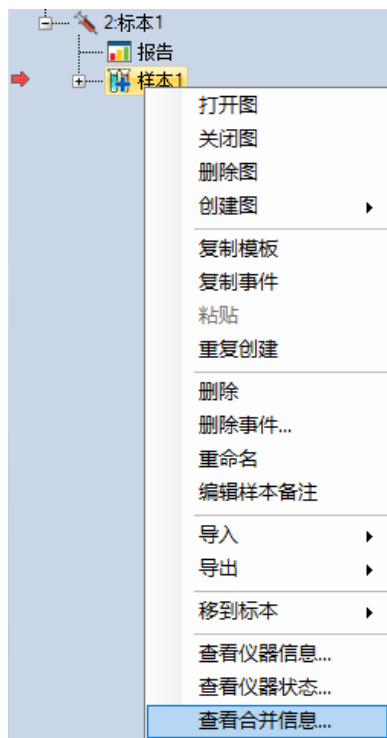 2:标本1
报告
样本1
打开图
关闭图
删除图
创建图
复制模板
复制事件
粘贴
重复创建
删除
删除事件...
重命名
编辑样本备注
导入
导出
移到标本
查看仪器信息...
查看仪器状态...
查看合并信息...